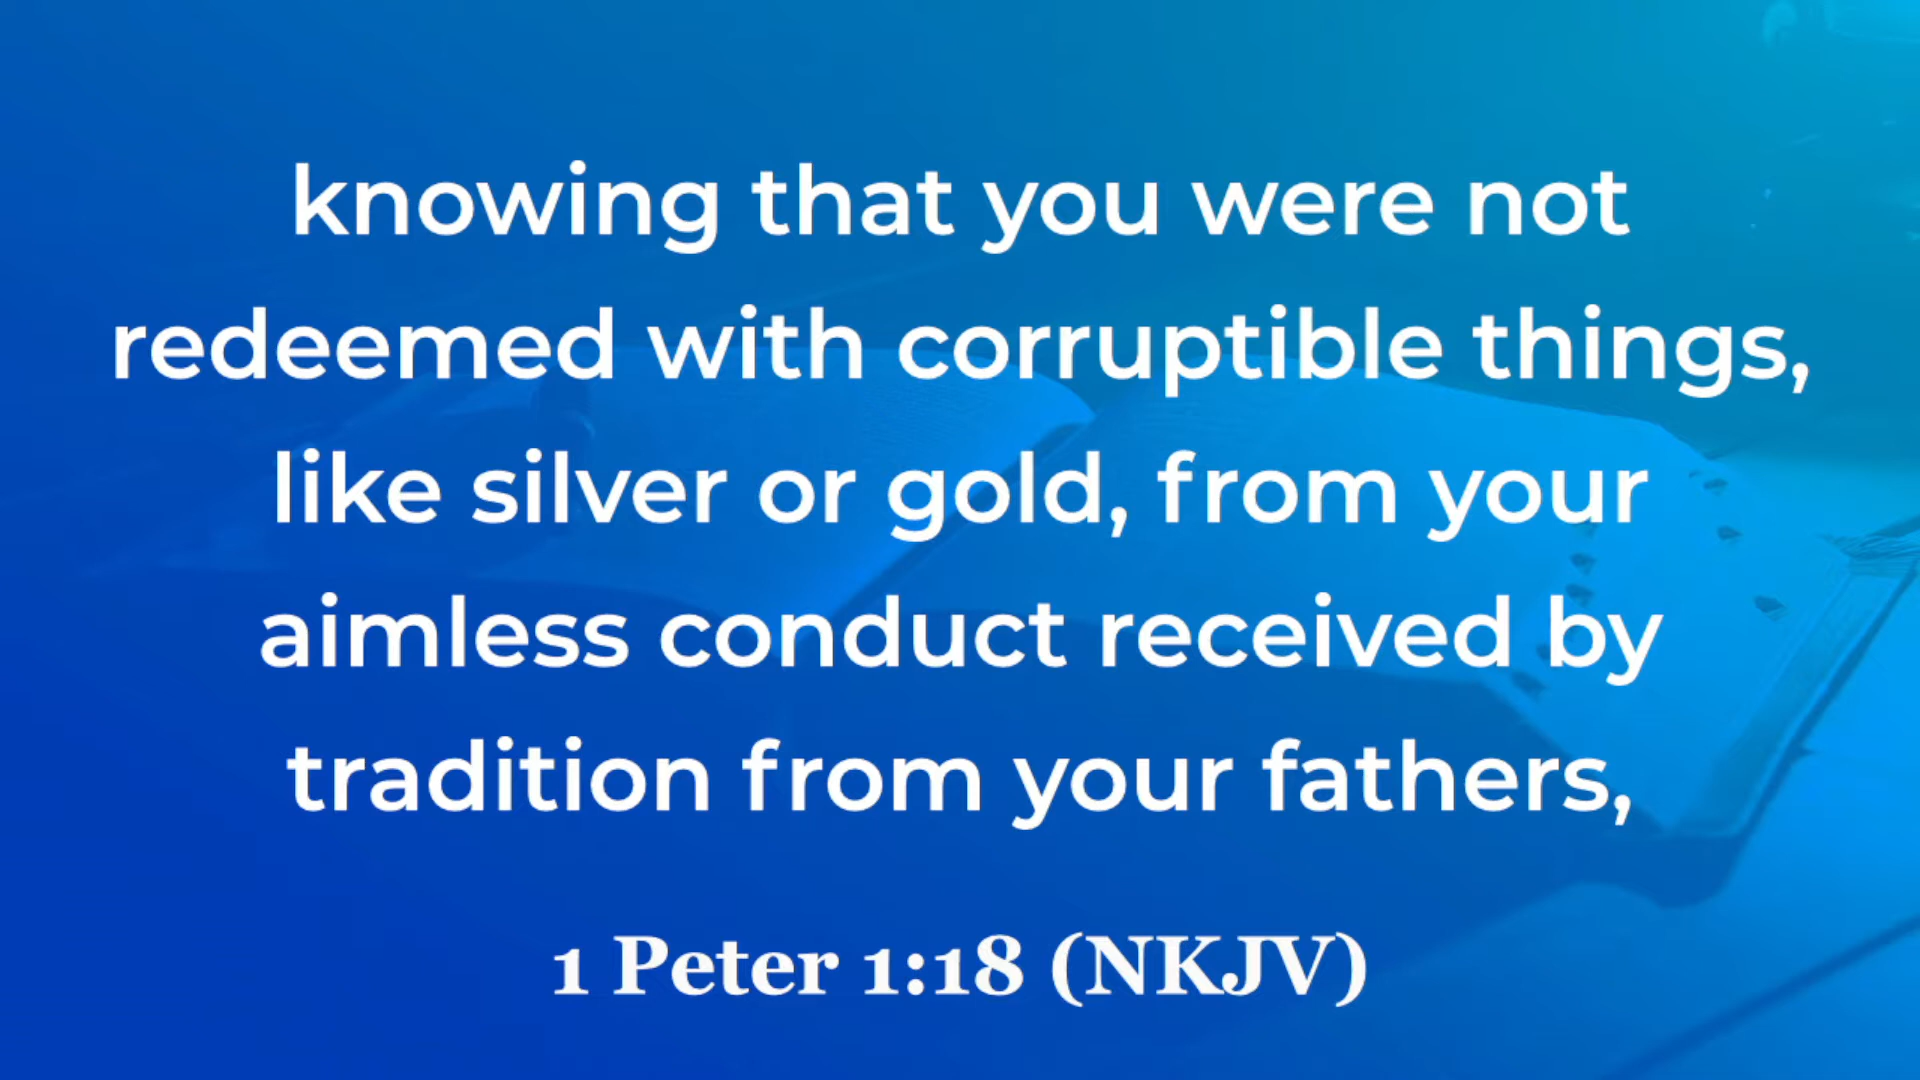 knowing that you were not
redeemed with corruptible things,
like silver or gold, from your
aimless conduct received by
tradition from your fathers,
1 Peter 1:18 (NKJV)